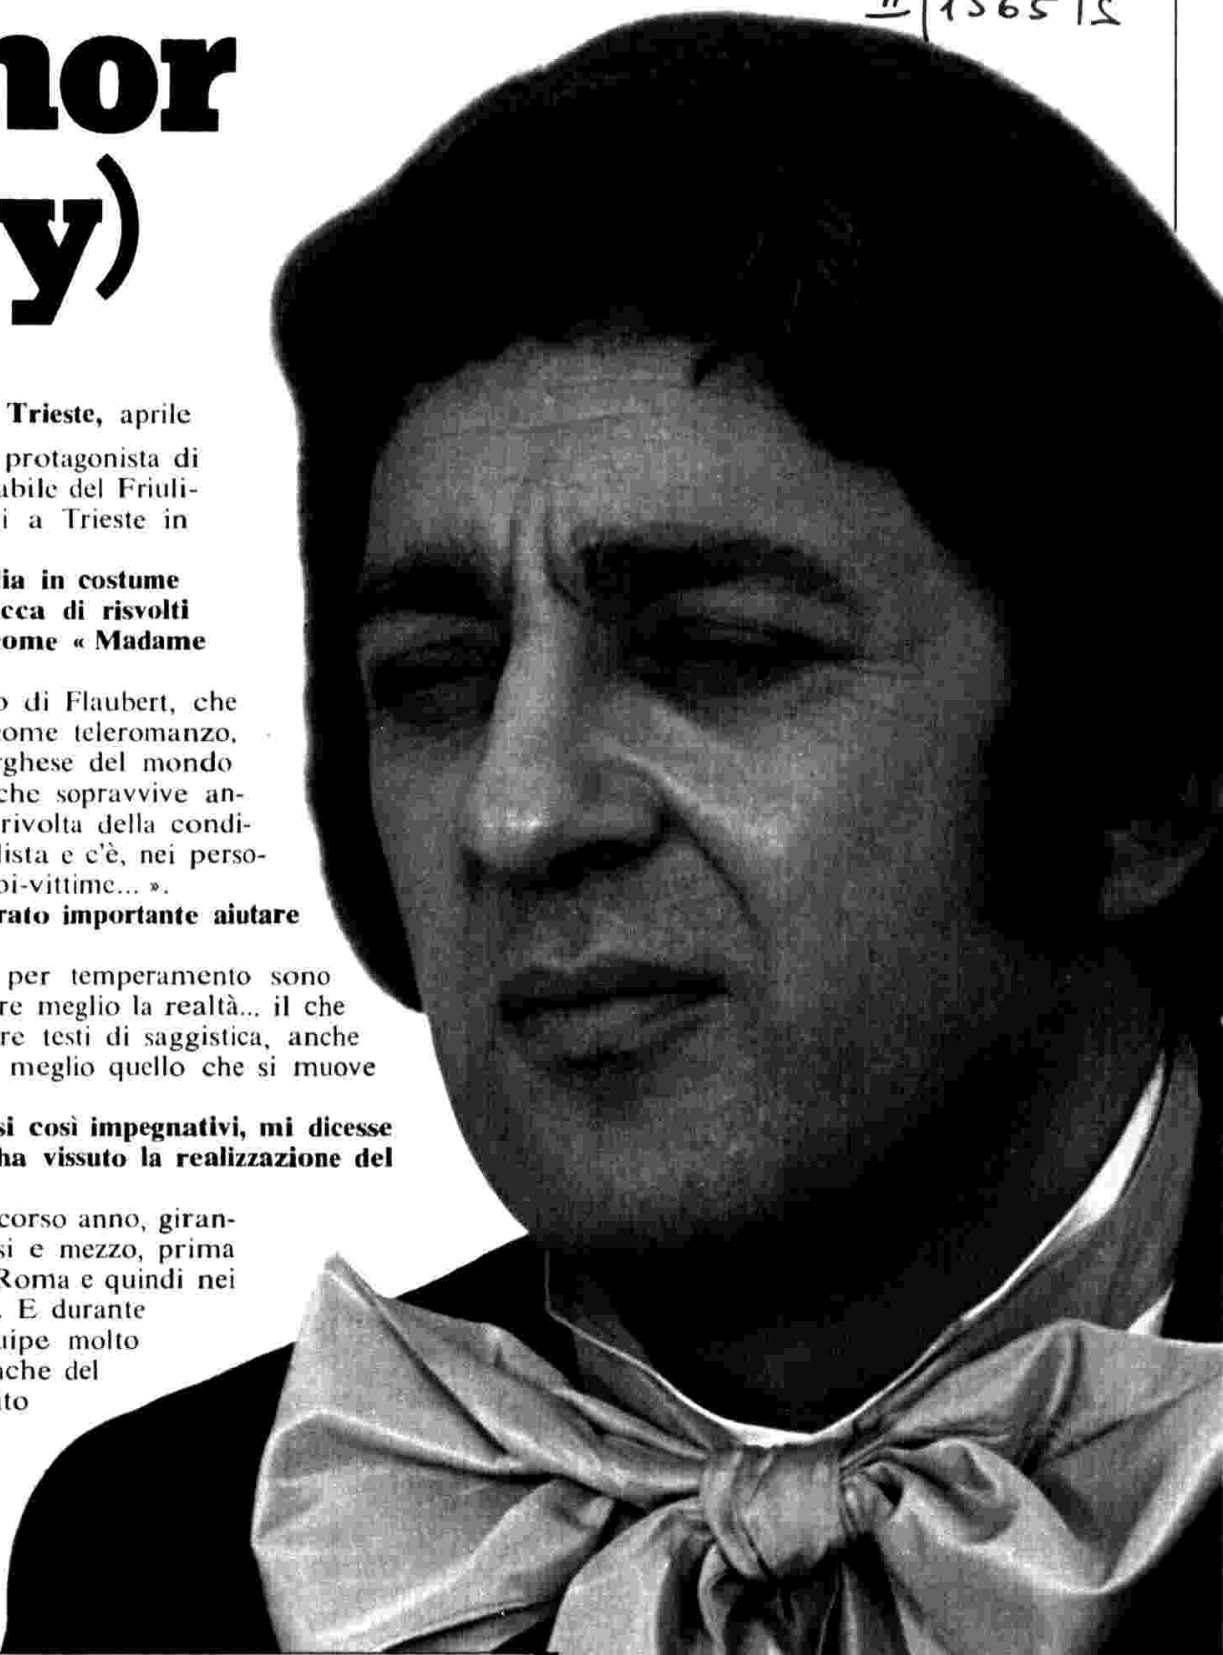 II/1365/S
nor
y)
Trieste, aprile
protagonista di
abile del Friuli-
i a Trieste in
lia in costume
cca di risvolti
ome « Madame
o di Flaubert, che
ome teleromanzo,
rghese del mondo
che sopravvive an-
rivolta della condi-
lista e c'è, nei perso-
oi-vittime... ».
rato importante aiutare
per temperamento sono
re meglio la realtà... il che
re testi di saggistica, anche
meglio quello che si muove
si così impegnativi, mi dicesse
ha vissuto la realizzazione del
corso anno, giran-
si e mezzo, prima
Roma e quindi nei
. E durante
uipe molto
nche del
ito